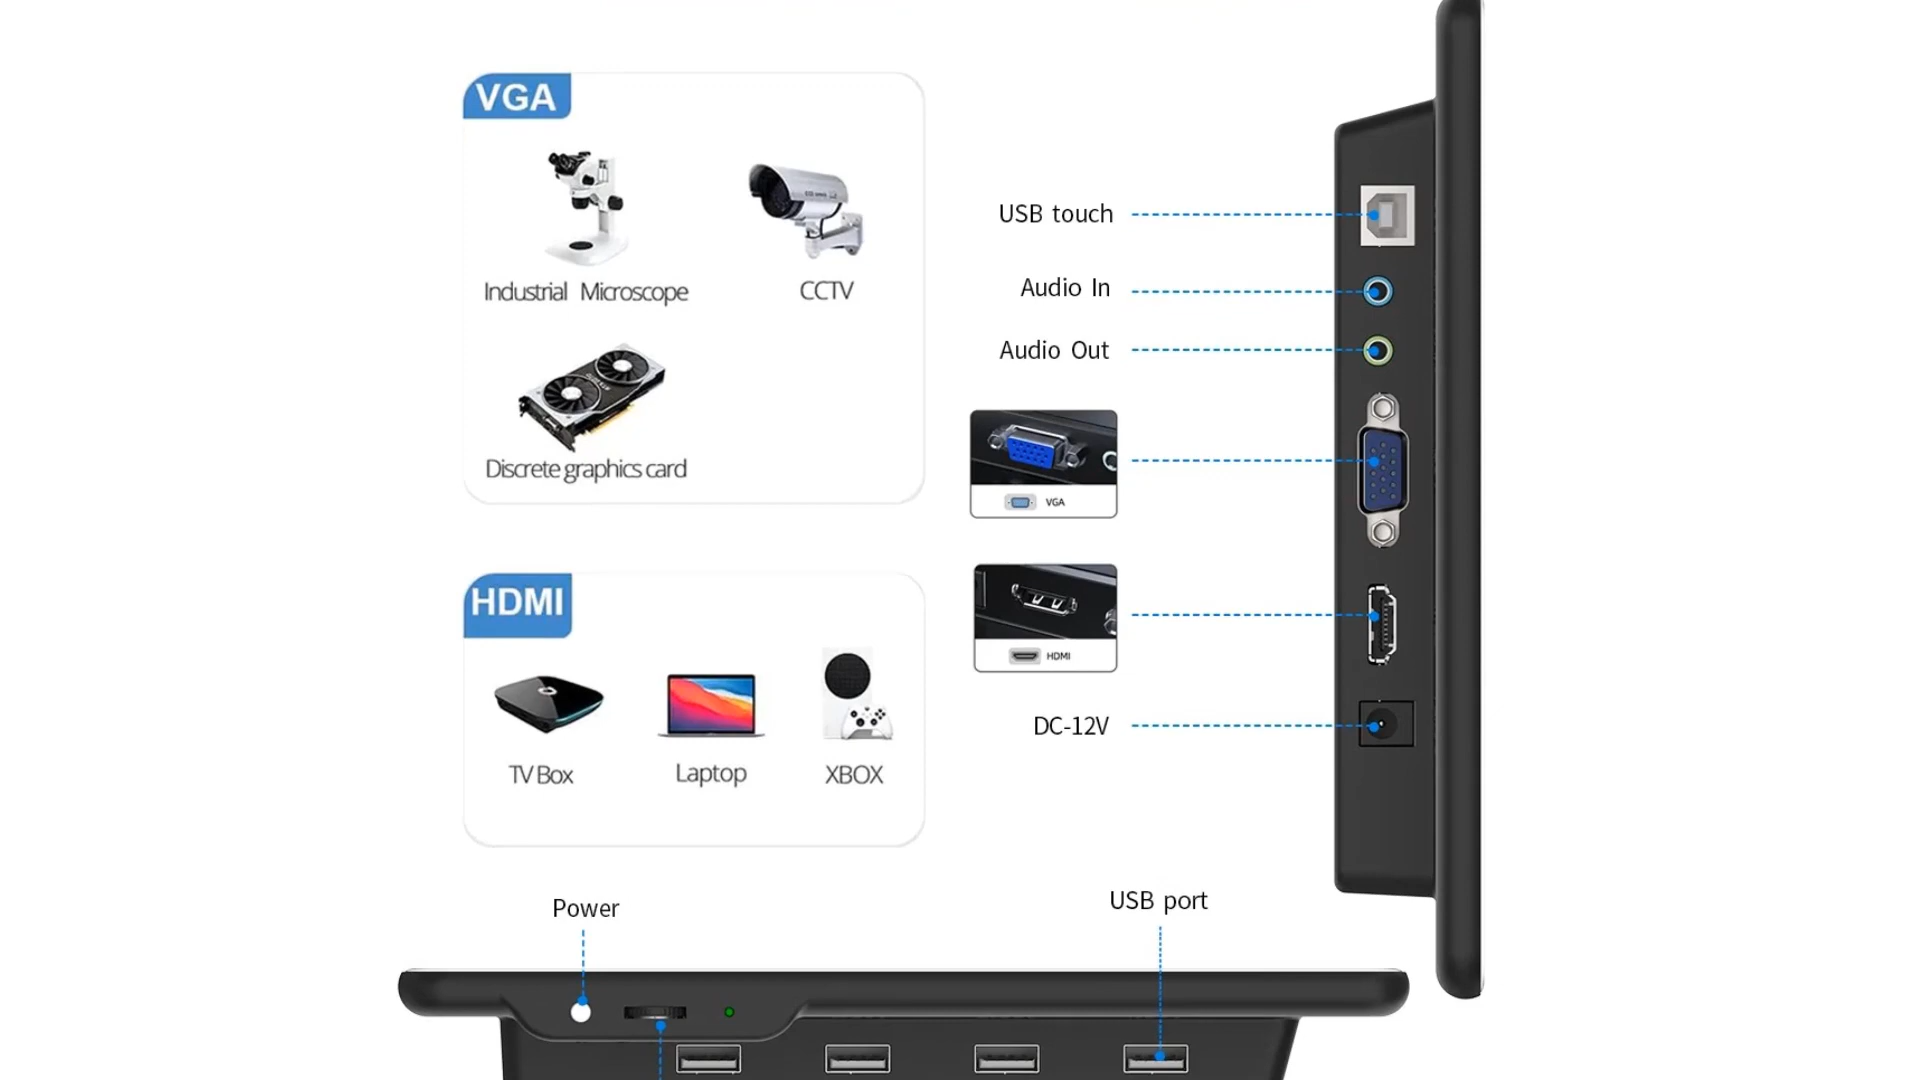 VGA
Industrial Microscope
CCTV
Discrete graphics card
USB touch
Audio In
Audio Out
VGA
HDMI
HDMI
TV Box
Laptop
XBOX
DC-12V
Power
USB port